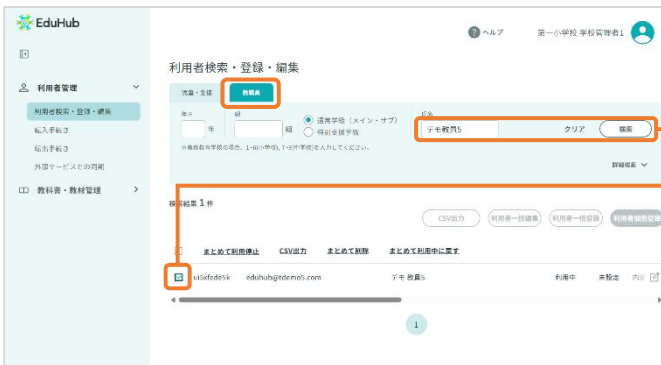 EduHub
ヘルプ
第一小学校 学校管理者1
利用者管理
利用者検索・登録・編集
転入手続き
転出手続き
外部サービスとの同期
教科書・教材管理
利用者検索・登録・編集
児童・生徒
教職員
年
組
組
通常学級（メイン・サブ）
特別支援学級
氏名
デモ教員5
クリア
検索
詳細検索
検索結果 1 件
CSV出力
利用者一括編集
利用者一括登録
利用者個別登録
まとめて利用停止
CSV出力
まとめて削除
まとめて利用中に戻す
eduhub@tdemo5.com
デモ 教員5
利用中
未設定
1